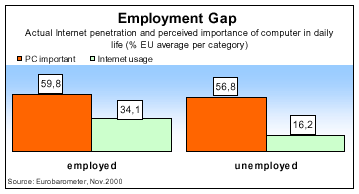 Employment Gap
Actual Internet penetration and perceived importance of computer in daily
life (% EU average per category)
PC important Internet usage
59,8
34,1
56,8
16,2
employed unemployed
Source: Eurobarometer, Nov.2000